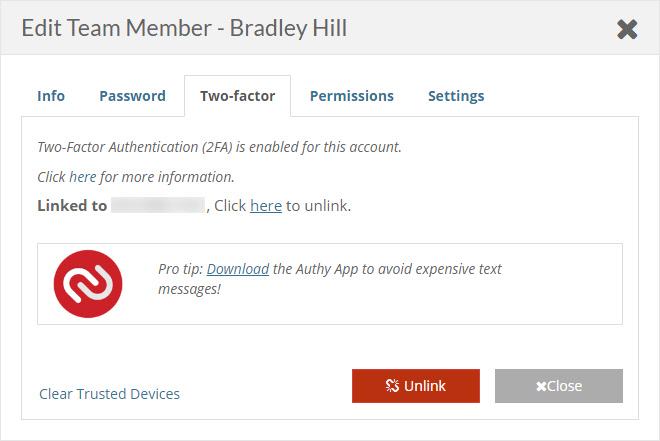 Edit Team Member - Bradley Hill
Info Password Two-factor Permissions Settings
Two-Factor Authentication (2FA) is enabled for this account.
Click here for more information.
Linked to , Click here to unlink.
Pro tip: Download the Authy App to avoid expensive text
messages!
Clear Trusted Devices Unlink Close